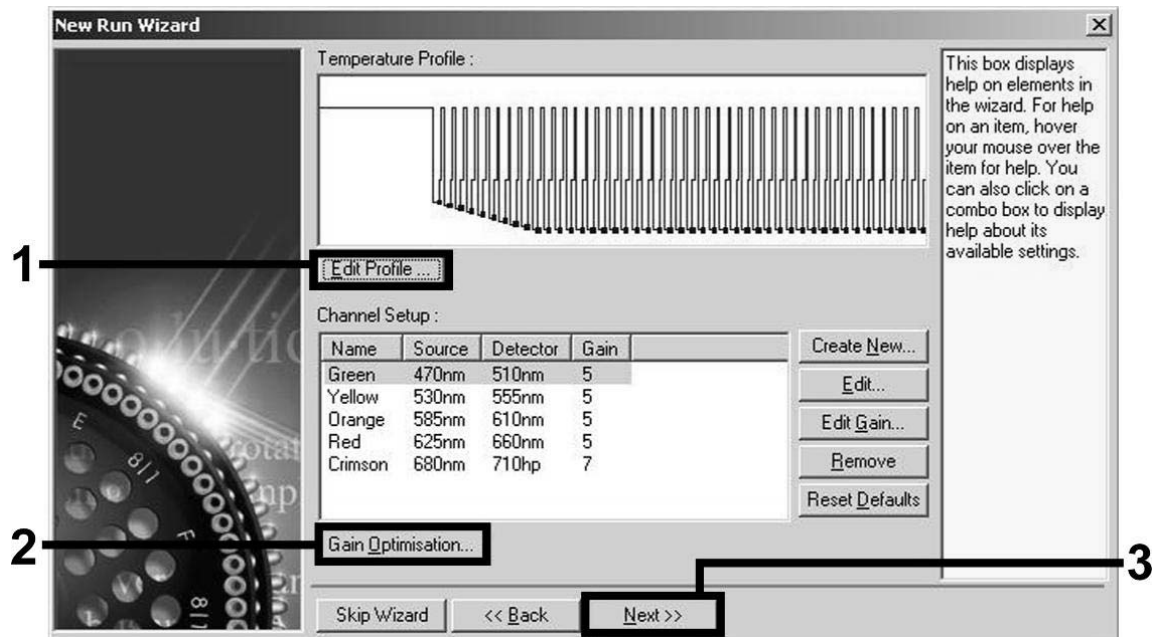 New Run Wizard
Temperature Profile :
This box displays
help on elements in
the wizard. For help
on an item, hover
your mouse over the
item for help. You
can also click on a
combo box to display
help about its
available settings.
1
Edit Profile ...
Channel Setup :
Name Source Detector Gain
Green 470nm 510nm 5
Yellow 530nm 555nm 5
Orange 585nm 610nm 5
Red 625nm 660nm 5
Crimson 680nm 710hp 7
Create New...
Edit...
Edit Gain...
Remove
Reset Defaults
2
Gain Optimisation...
3
Skip Wizard
<< Back
Next >>
E
8|1
F
8|1